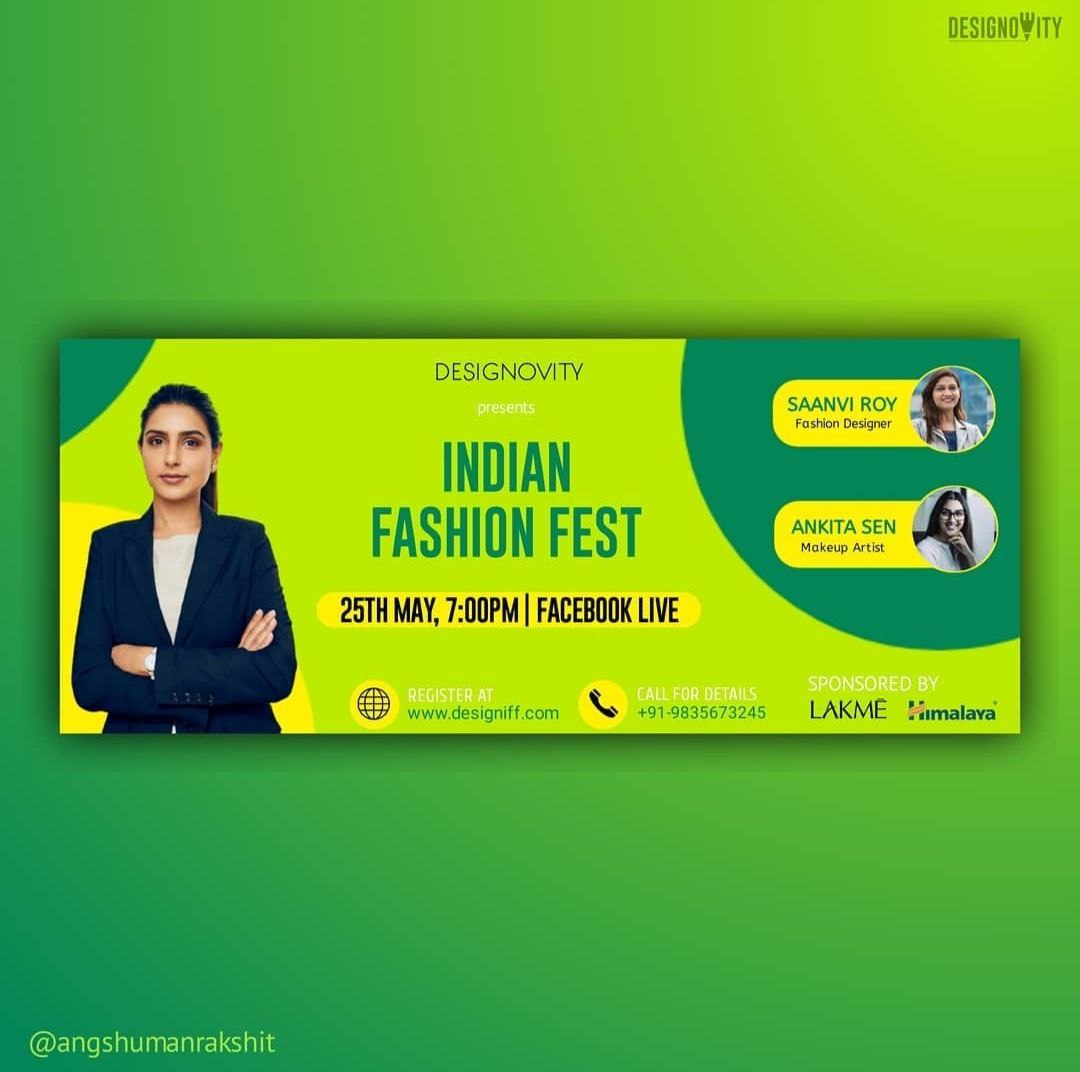 DESIGNOVITY
DESIGNOVITY
presents
INDIAN
FASHION FEST
25TH MAY, 7:00PM | FACEBOOK LIVE
REGISTER AT
www.designiff.com
CALL FOR DETAILS
+91-9835673245
SAANVI ROY
Fashion Designer
ANKITA SEN
Makeup Artist
SPONSORED BY
LAKMĒ Himalaya
@angshumanrakshit